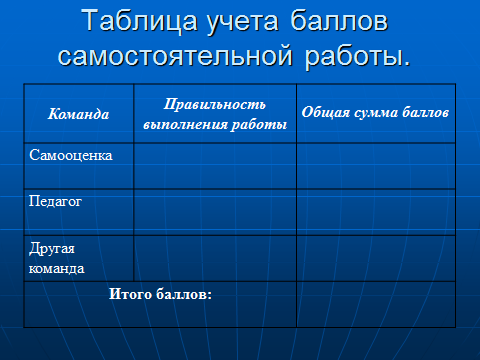 Таблица учета баллов
самостоятельной работы.
Команда
Правильность
выполнения работы
Общая сумма баллов
Самооценка
Педагог
Другая
команда
Итого баллов: